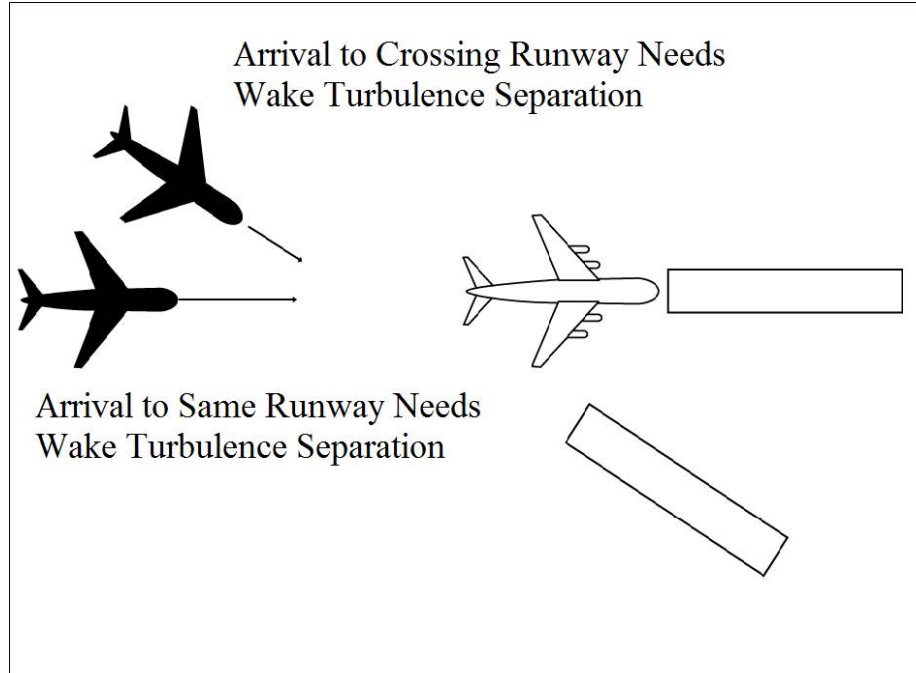 Arrival to Crossing Runway Needs
Wake Turbulence Separation
Arrival to Same Runway Needs
Wake Turbulence Separation